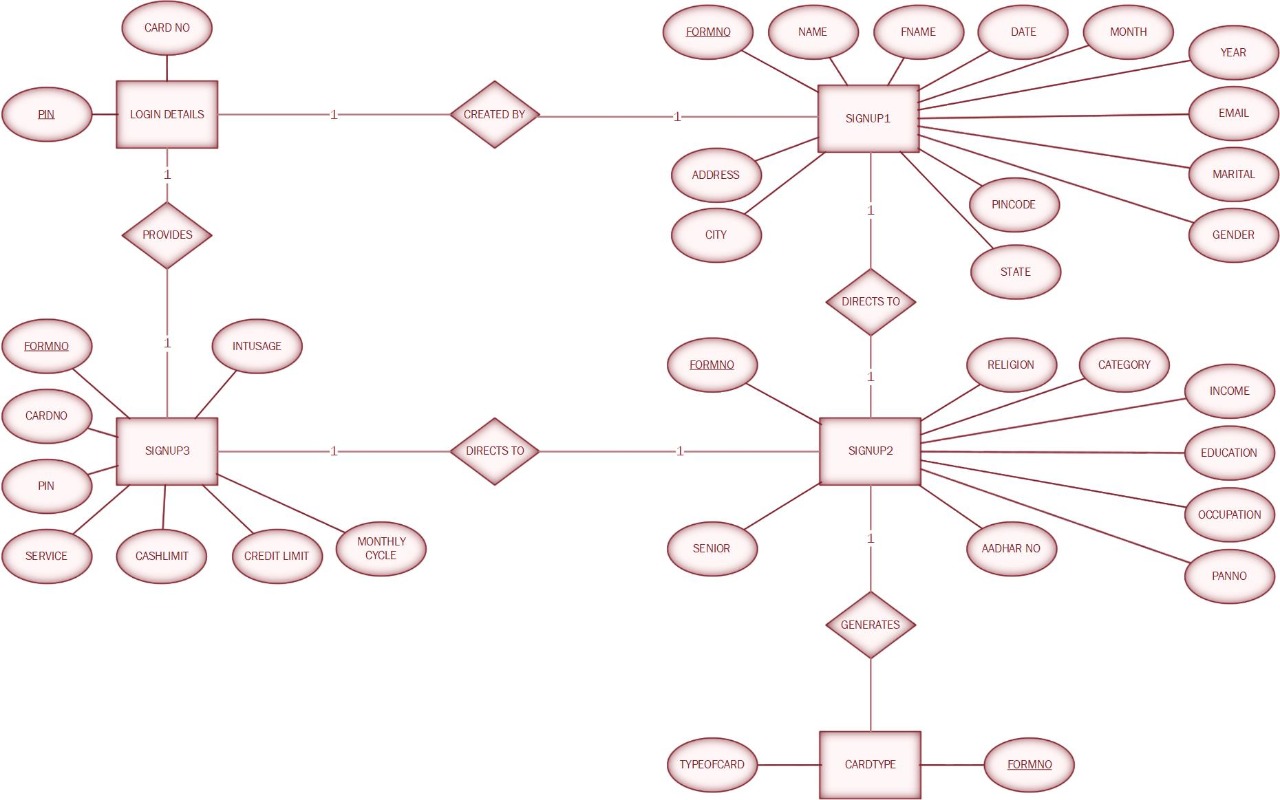 CARD NO
FORMNO
NAME
FNAME
DATE
MONTH
YEAR
PIN
LOGIN DETAILS
1
CREATED BY
1
SIGNUP1
EMAIL
ADDRESS
MARITAL
1
PINCODE
1
CITY
GENDER
PROVIDES
STATE
DIRECTS TO
1
FORMNO
INTUSAGE
FORMNO
RELIGION
CATEGORY
1
INCOME
CARDNO
SIGNUP3
1
DIRECTS TO
1
SIGNUP2
EDUCATION
PIN
OCCUPATION
SERVICE
CASHLIMIT
CREDIT LIMIT
MONTHLY
CYCLE
SENIOR
1
AADHAR NO
PANNO
GENERATES
TYPEOFCARD
CARDTYPE
FORMNO